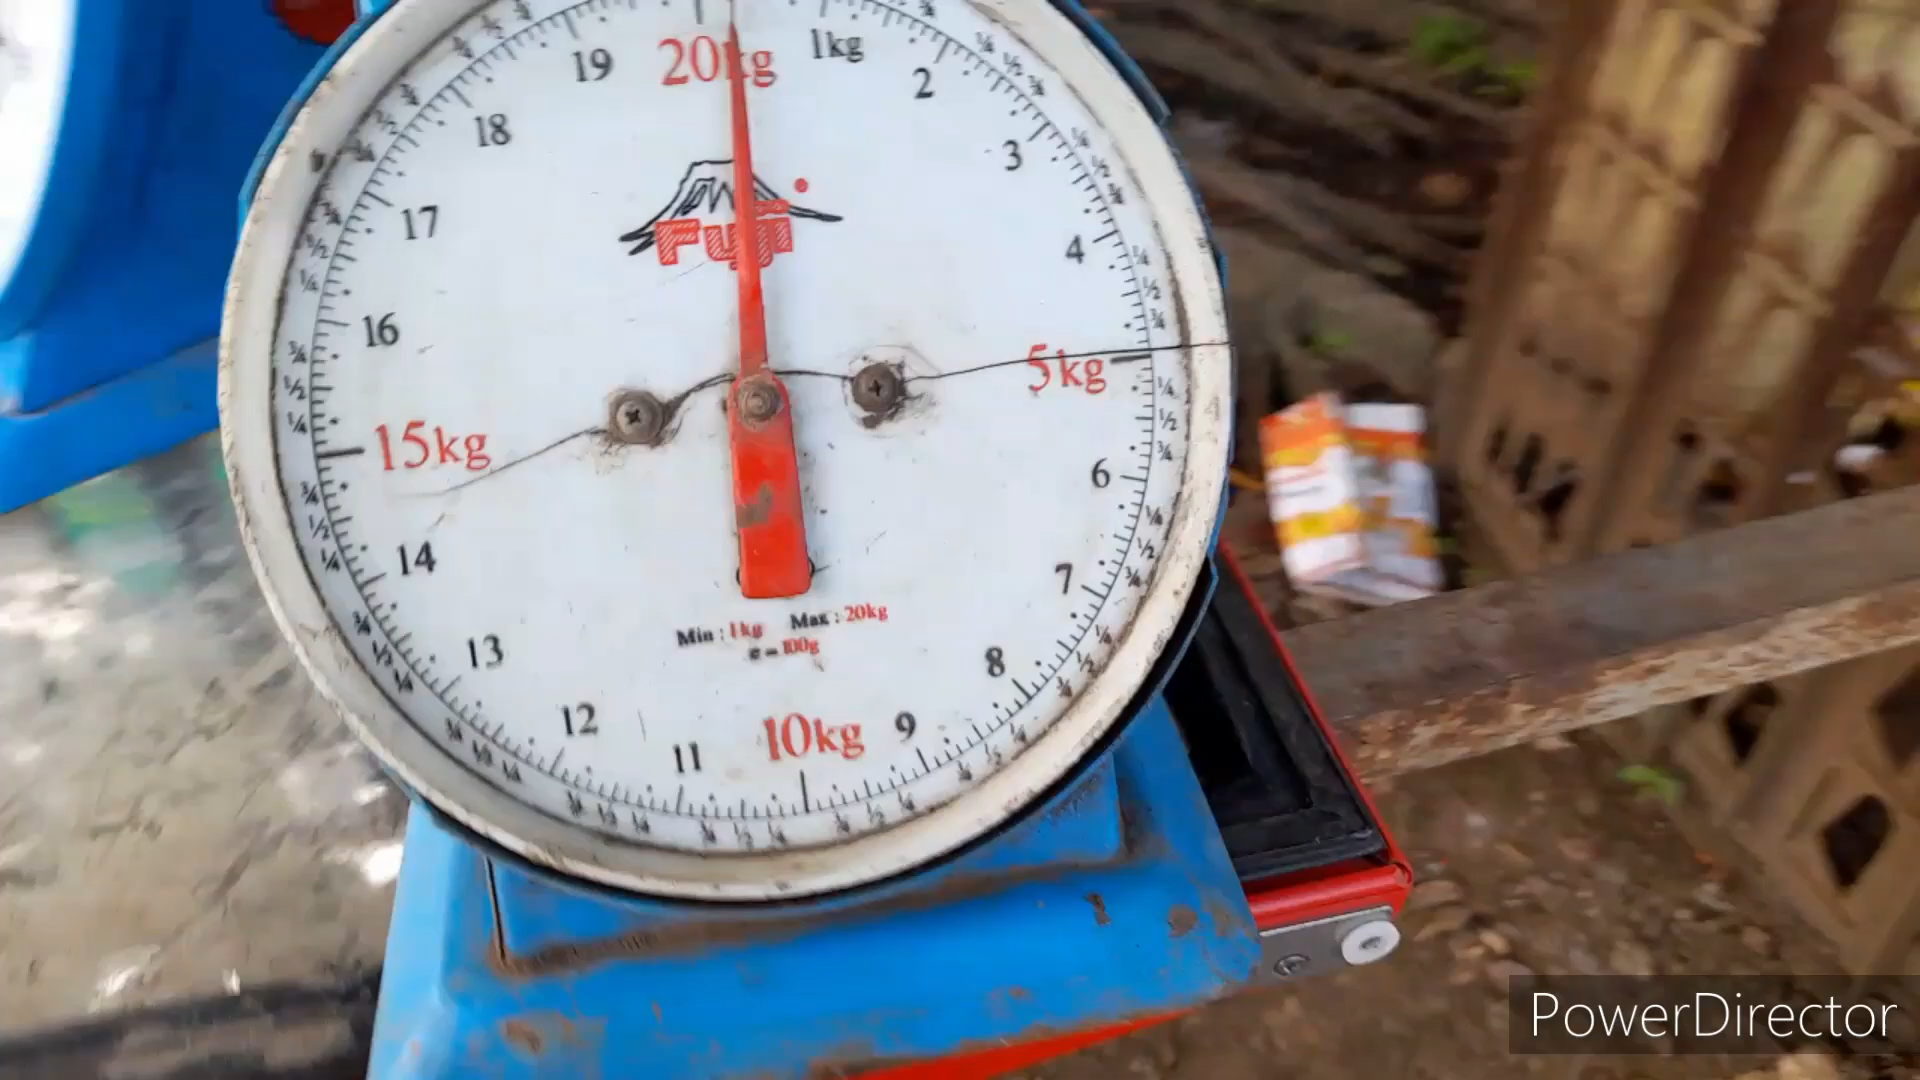 20kg
1kg
2
3
4
5kg
6
7
8
9
10kg
11
12
13
14
15kg
16
17
18
19
Fuji
Min : 1kg Max : 20kg
e = 100g
PowerDirector